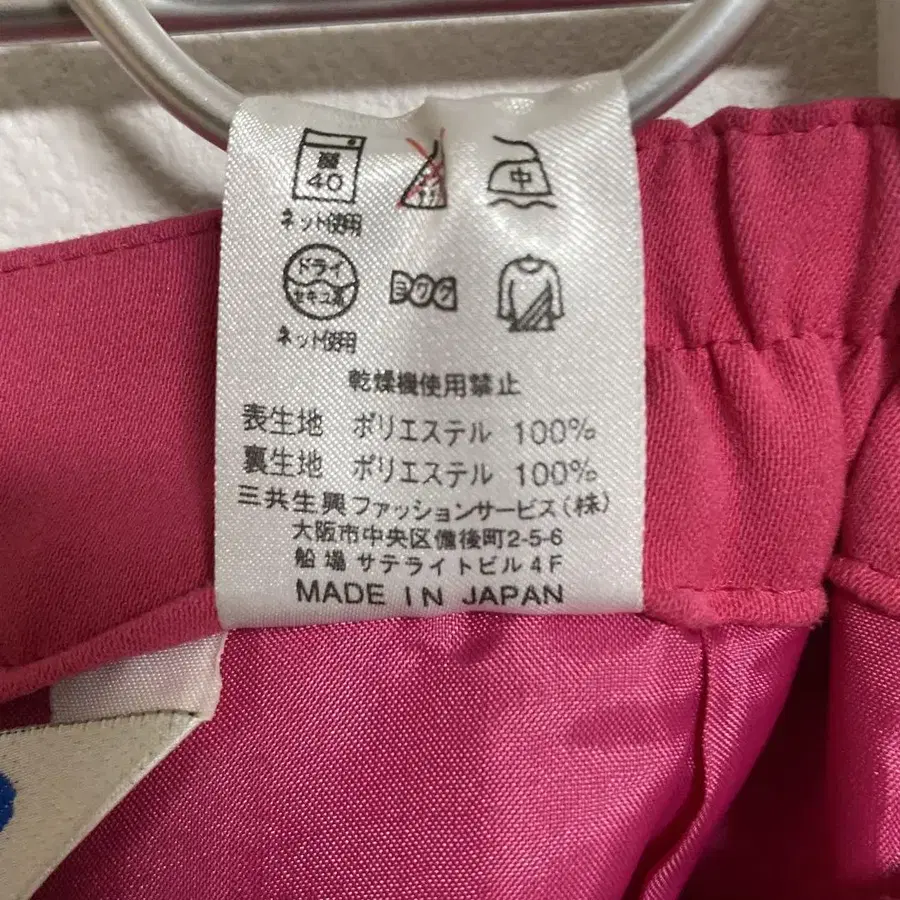 弱
40
ネット使用
中
ドライ
セキユ系
ネット使用
ヨワク
乾燥機使用禁止
表生地 ポリエステル 100%
裏生地 ポリエステル 100%
三共生興ファッションサービス(株)
大阪市中央区備後町2-5-6
船場 サテライトビル4F
MADE IN JAPAN